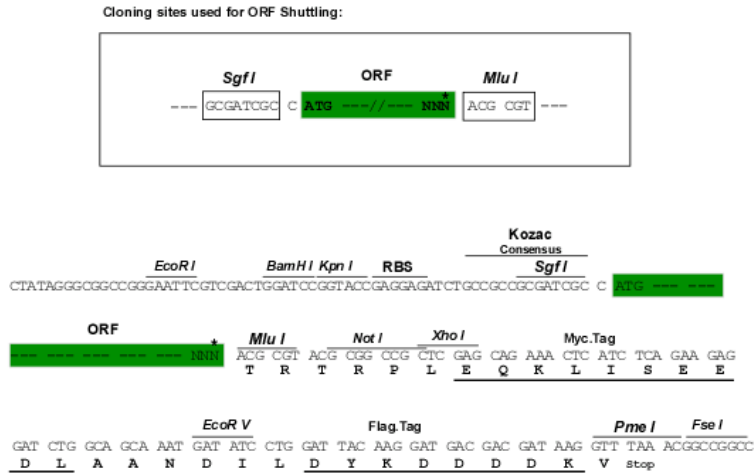 Cloning sites used for ORF Shuttling:
Sgf I ORF Mlu I
--- GCGATCGC C ATG ---//--- NNN* ACG CGT ---
Kozac
Consensus
EcoR I BamH I Kpn I RBS Sgf I
CTATAGGGCGGCCGGGAATTCGTCGACTGGATCCGGTACCGAGGAGATCTGCCGCCGCGATCGC C ATG --- ---
ORF Mlu I Not I Xho I Myc.Tag
--- --- --- --- --- NNN* ACG CGT ACG CGG CCG CTC GAG CAG AAA CTC ATC TCA GAA GAG
T R T R P L E Q K L I S E E
EcoR V Flag.Tag Pme I Fse I
GAT CTG GCA GCA AAT GAT ATC CTG GAT TAC AAG GAT GAC GAC GAT AAG GTT TAA ACGGCCGGCC
D L A A N D I L D Y K D D D D K V Stop